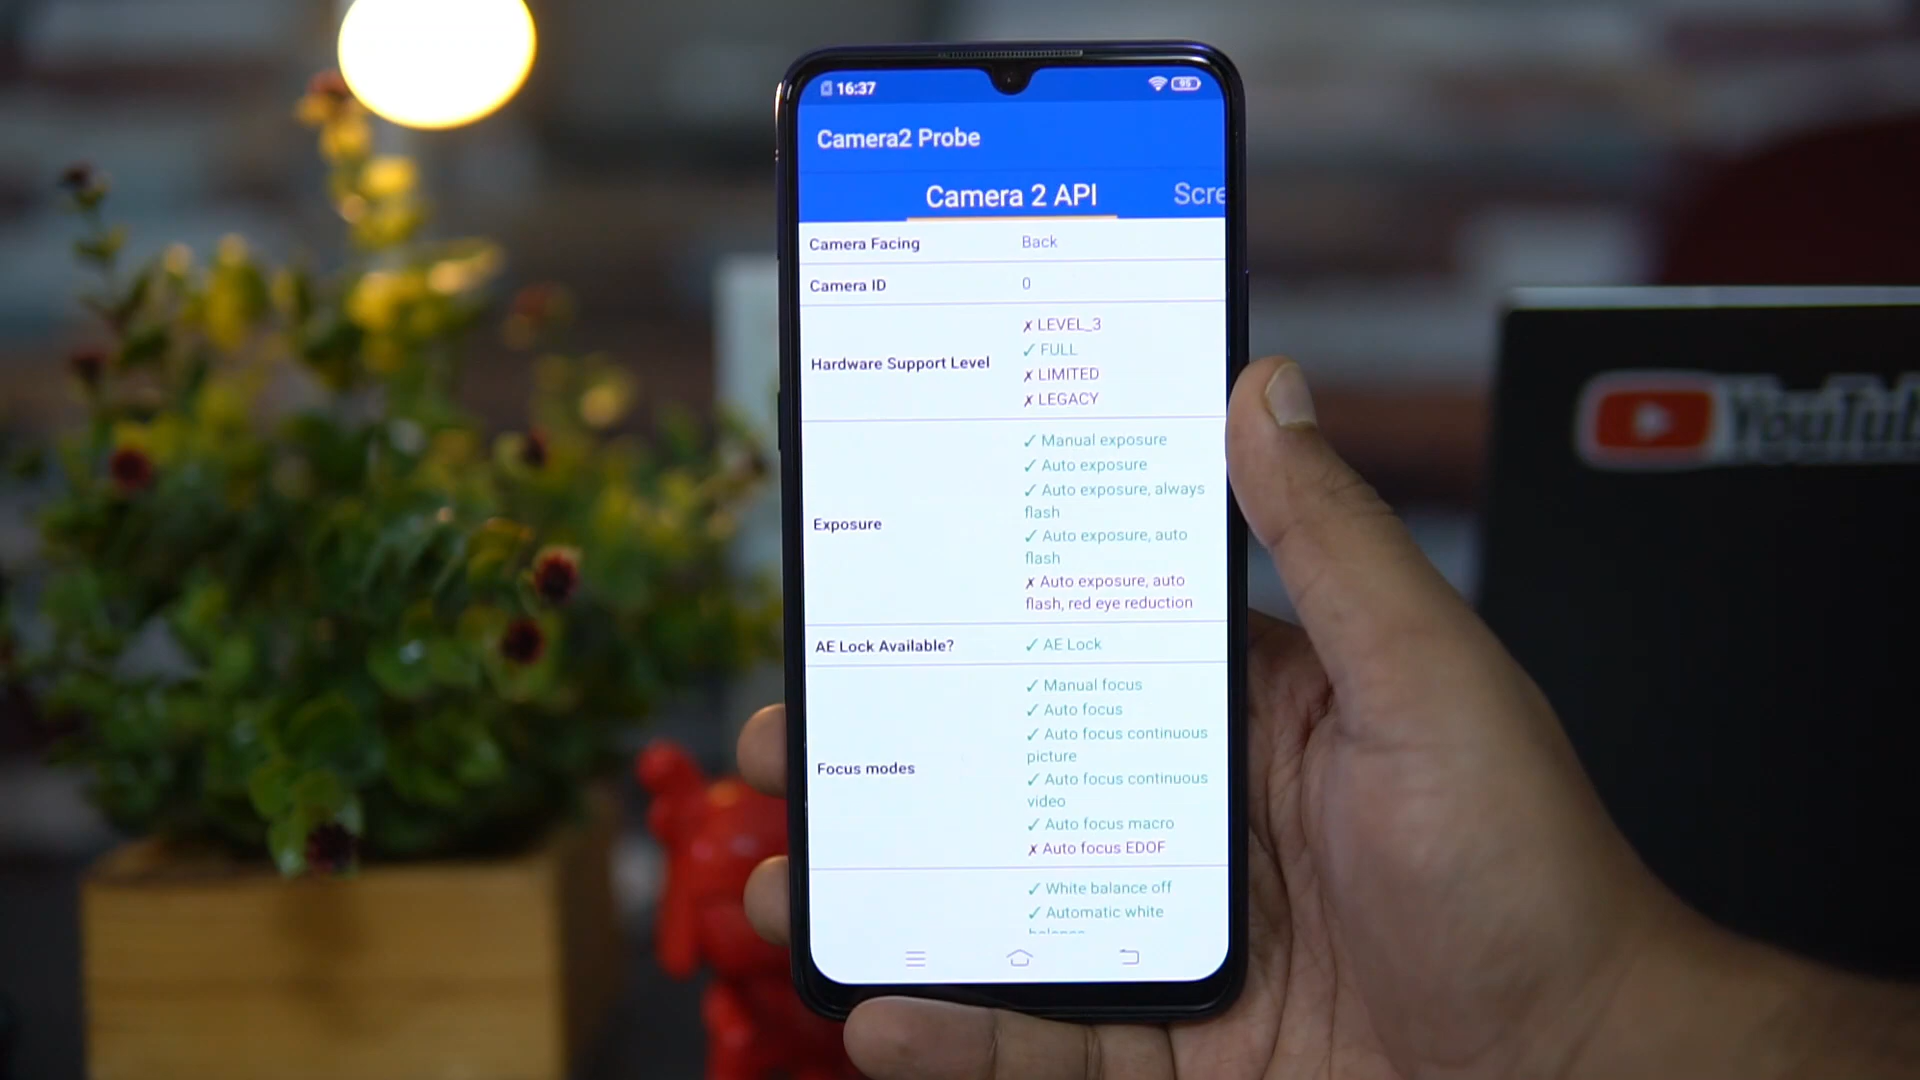 16:37
95
Camera2 Probe
Camera 2 API
Scre
Camera Facing
Back
Camera ID
0
Hardware Support Level
✗ LEVEL_3
✓ FULL
✗ LIMITED
✗ LEGACY
Exposure
✓ Manual exposure
✓ Auto exposure
✓ Auto exposure, always
flash
✓ Auto exposure, auto
flash
✗ Auto exposure, auto
flash, red eye reduction
AE Lock Available?
✓ AE Lock
Focus modes
✓ Manual focus
✓ Auto focus
✓ Auto focus continuous
picture
✓ Auto focus continuous
video
✓ Auto focus macro
✗ Auto focus EDOF
✓ White balance off
✓ Automatic white
YouTub